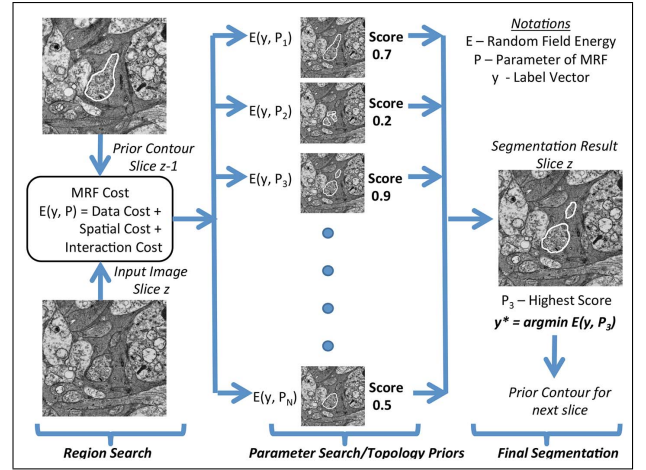 Prior Contour
Slice z-1
MRF Cost
E(y, P) = Data Cost +
Spatial Cost +
Interaction Cost
Input Image
Slice z
Region Search
E(y, P₁)
Score
0.7
E(y, P₂)
Score
0.2
E(y, P₃)
Score
0.9
E(y, Pₙ)
Score
0.5
Parameter Search/Topology Priors
Notations
E – Random Field Energy
P – Parameter of MRF
y - Label Vector
Segmentation Result
Slice z
P₃ – Highest Score
y* = argmin E(y, P₃)
Prior Contour for
next slice
Final Segmentation